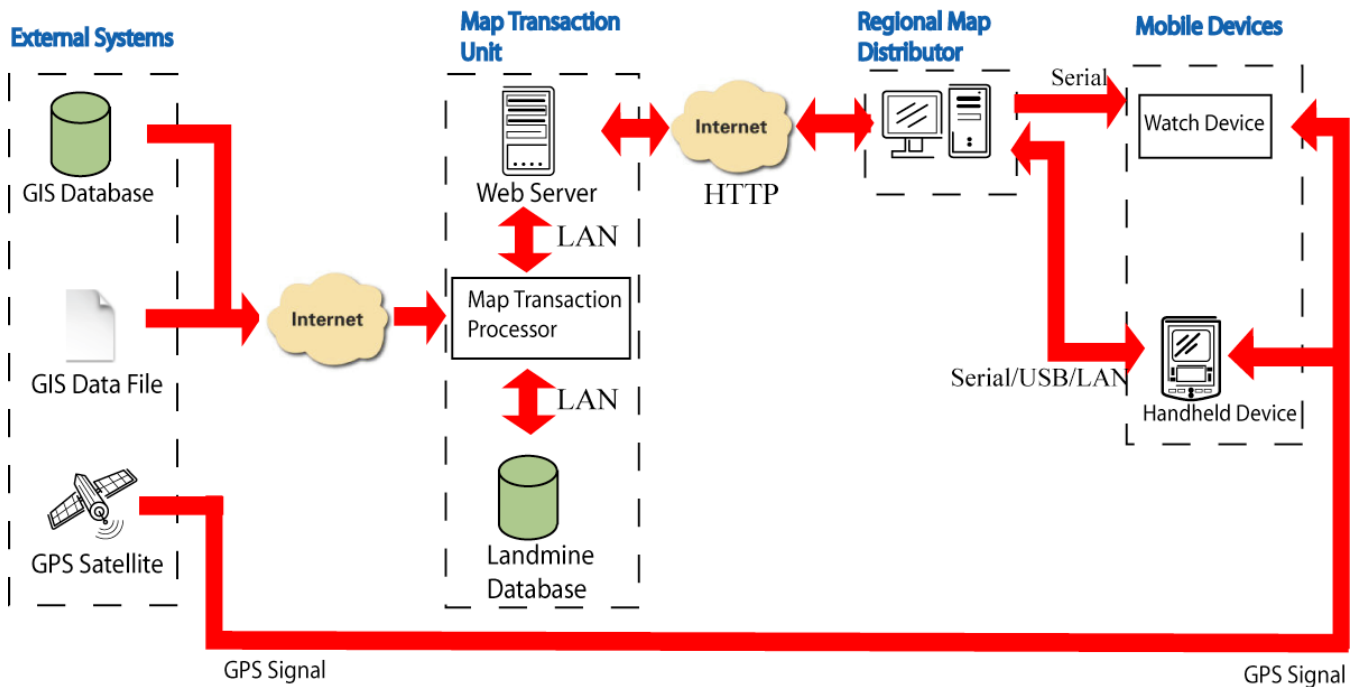 External Systems
Map Transaction
Unit
Regional Map
Distributor
Mobile Devices
GIS Database
GIS Data File
GPS Satellite
Internet
Web Server
LAN
Map Transaction
Processor
LAN
Landmine
Database
Internet
HTTP
Serial
Watch Device
Serial/USB/LAN
Handheld Device
GPS Signal
GPS Signal